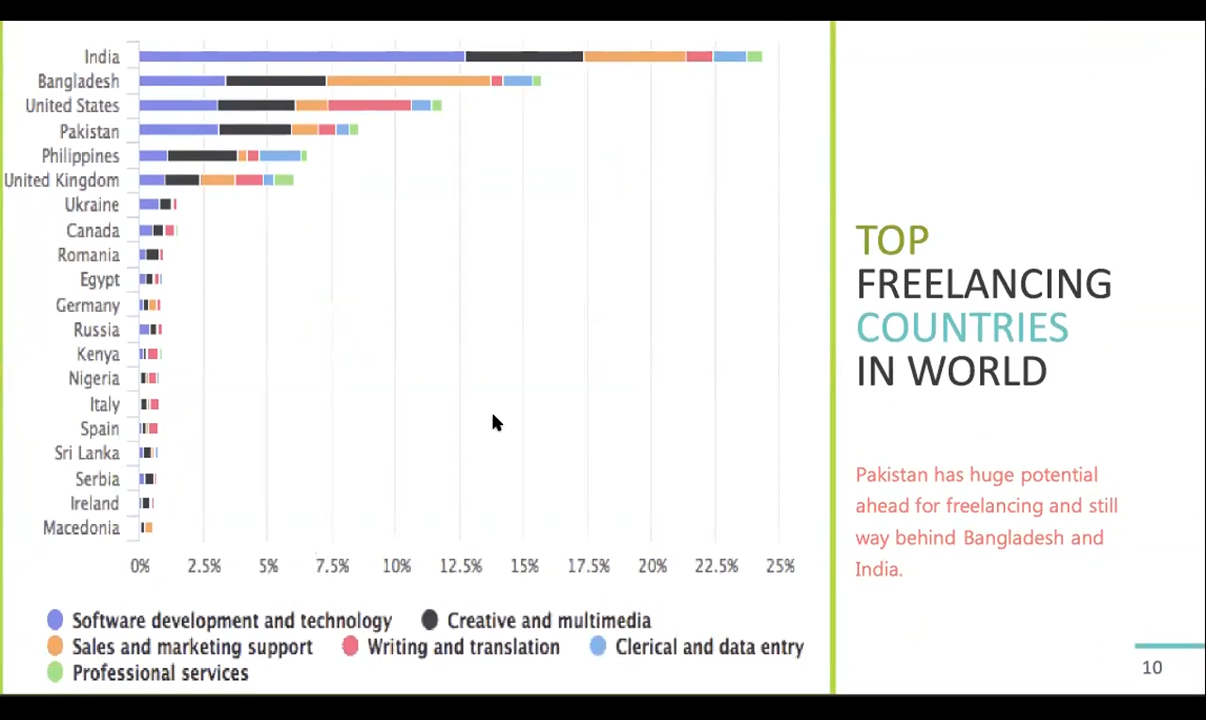 India
Bangladesh
United States
Pakistan
Philippines
United Kingdom
Ukraine
Canada
Romania
Egypt
Germany
Russia
Kenya
Nigeria
Italy
Spain
Sri Lanka
Serbia
Ireland
Macedonia
0% 2.5% 5% 7.5% 10% 12.5% 15% 17.5% 20% 22.5% 25%
Software development and technology Creative and multimedia
Sales and marketing support Writing and translation Clerical and data entry
Professional services
TOP
FREELANCING
COUNTRIES
IN WORLD
Pakistan has huge potential
ahead for freelancing and still
way behind Bangladesh and
India.
10